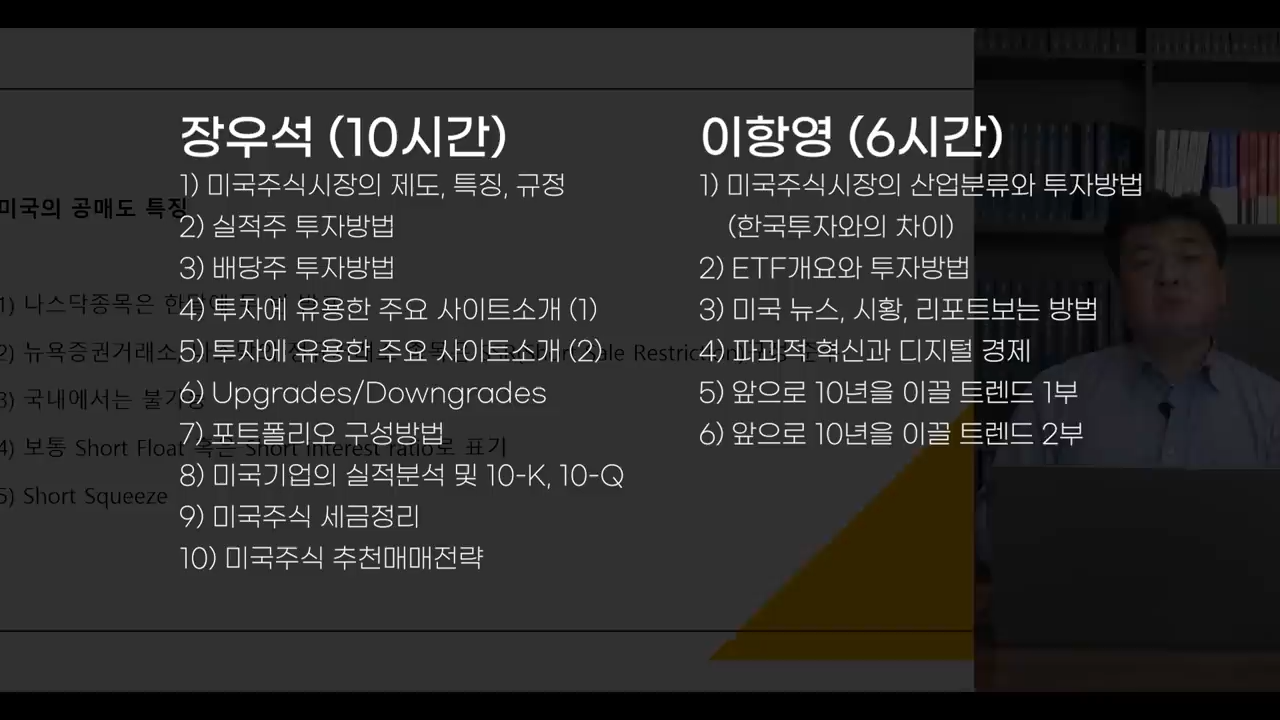 장우석 (10시간)
1) 미국주식시장의 제도, 특징, 규정
2) 실적주 투자방법
3) 배당주 투자방법
4) 투자에 유용한 주요 사이트소개 (1)
5) 투자에 유용한 주요 사이트소개 (2)
6) Upgrades/Downgrades
7) 포트폴리오 구성방법
8) 미국기업의 실적분석 및 10-K, 10-Q
9) 미국주식 세금정리
10) 미국주식 추천매매전략
이항영 (6시간)
1) 미국주식시장의 산업분류와 투자방법
(한국투자와의 차이)
2) ETF개요와 투자방법
3) 미국 뉴스, 시황, 리포트보는 방법
4) 파괴적 혁신과 디지털 경제
5) 앞으로 10년을 이끌 트렌드 1부
6) 앞으로 10년을 이끌 트렌드 2부
미국의 공매도 특징
1) 나스닥종목은
2) 뉴욕증권거래소,
3) 국내에서는
4) 보통 Short Float 혹은 Short Interest ratio로 표기
5) Short Squeeze